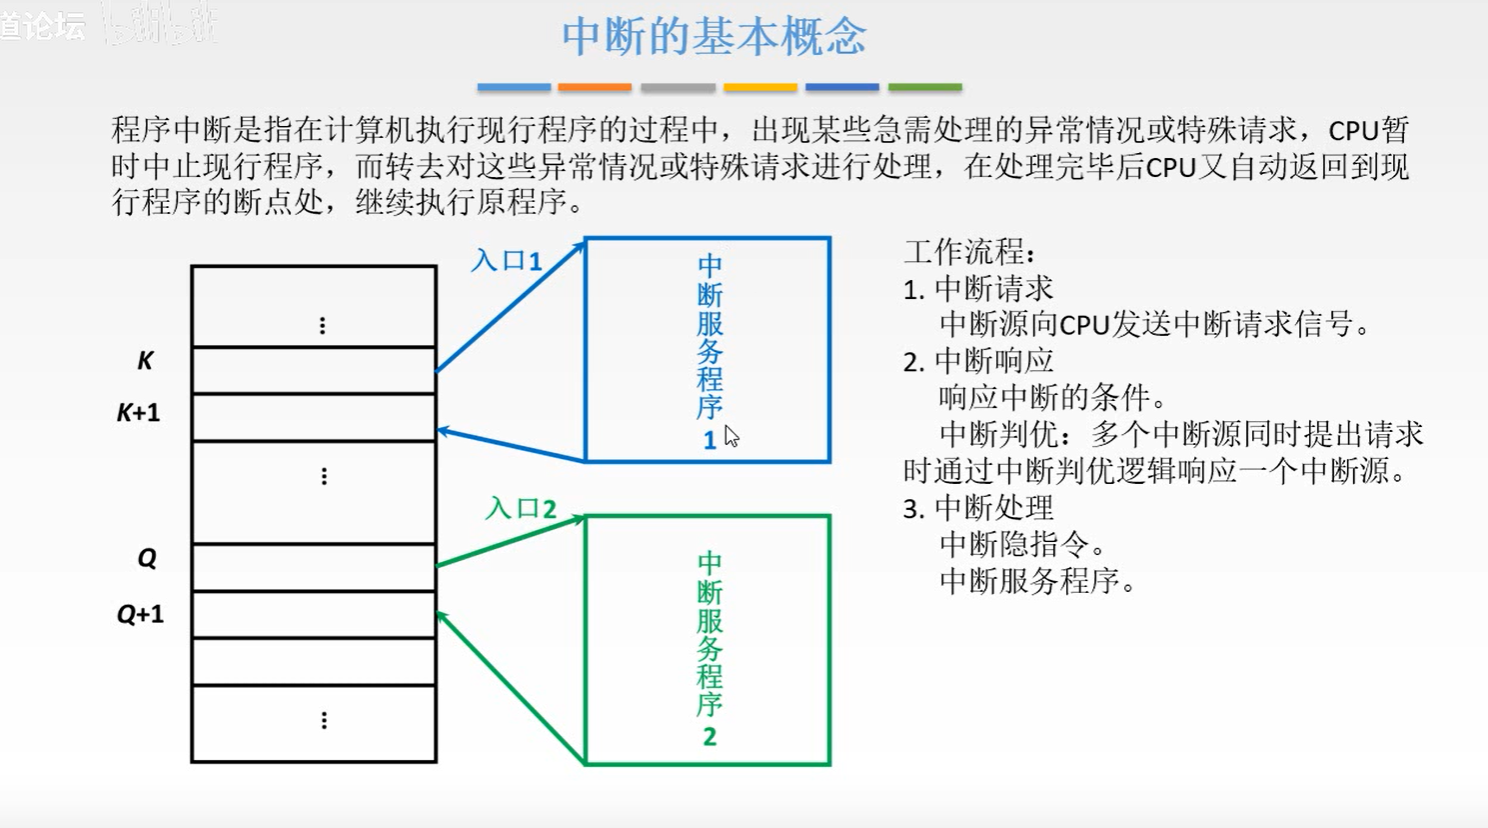 道论坛 bilibili
中断的基本概念
程序中断是指在计算机执行现行程序的过程中，出现某些急需处理的异常情况或特殊请求，CPU暂
时中止现行程序，而转去对这些异常情况或特殊请求进行处理，在处理完毕后CPU又自动返回到现
行程序的断点处，继续执行原程序。
K
K+1
Q
Q+1
入口1
中断服务程序1
入口2
中断服务程序2
工作流程：
1. 中断请求
中断源向CPU发送中断请求信号。
2. 中断响应
响应中断的条件。
中断判优：多个中断源同时提出请求
时通过中断判优逻辑响应一个中断源。
3. 中断处理
中断隐指令。
中断服务程序。